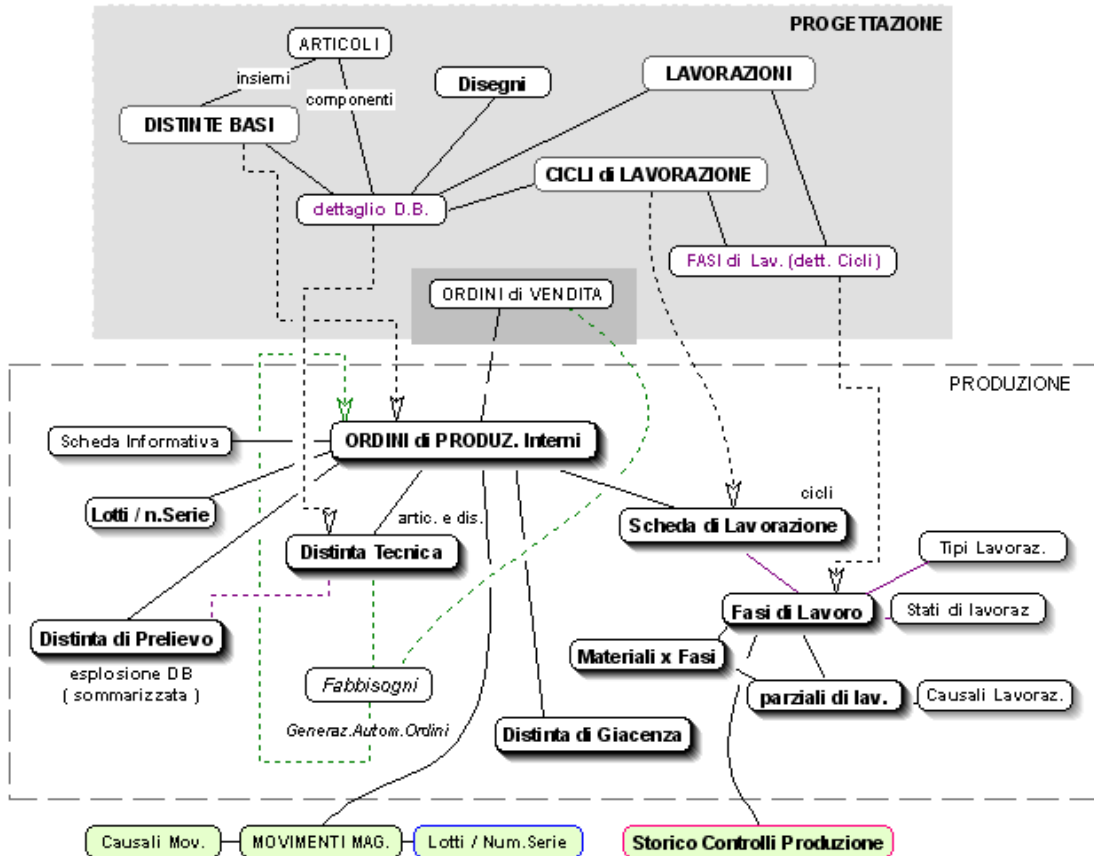 PROGETTAZIONE
ARTICOLI
insiemi
componenti
Disegni
LAVORAZIONI
DISTINTE BASI
CICLI di LAVORAZIONE
dettaglio D.B.
FASI di Lav. (dett. Cicli)
ORDINI di VENDITA
PRODUZIONE
Scheda Informativa
ORDINI di PRODUZ. Interni
Lotti / n.Serie
artic. e dis.
cicli
Scheda di Lavorazione
Distinta Tecnica
Tipi Lavoraz.
Distinta di Prelievo
Fasi di Lavoro
Stati di lavoraz
esplosione DB
( sommarizzata )
Materiali x Fasi
Fabbisogni
parziali di lav.
Causali Lavoraz.
Generaz.Autom.Ordini
Distinta di Giacenza
Causali Mov.
MOVIMENTI MAG.
Lotti / Num.Serie
Storico Controlli Produzione